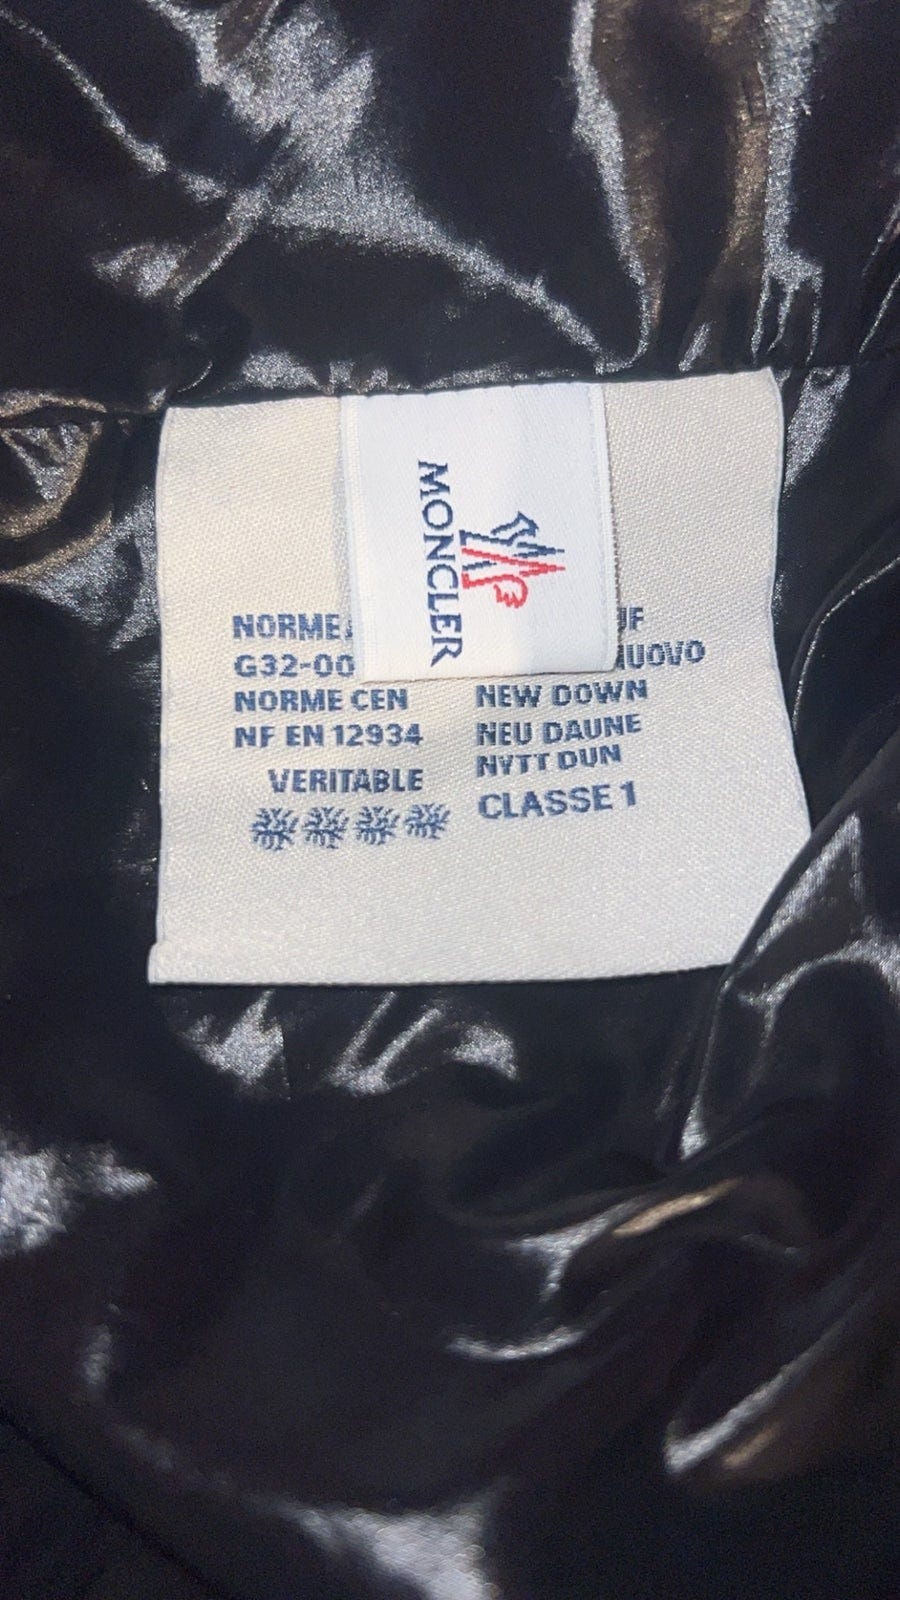 MONCLER
NORME
G32-00
NORME CEN
NF EN 12934
VERITABLE
UF
NUOVO
NEW DOWN
NEU DAUNE
NYTT DUN
CLASSE 1